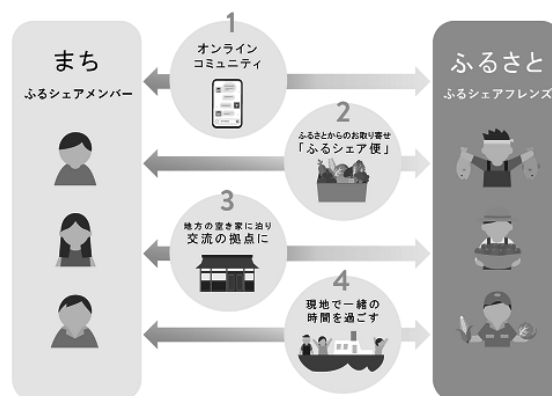 まち
ふるシェアメンバー
1
オンライン
コミュニティ
2
ふるさとからのお取り寄せ
「ふるシェア便」
3
地方の空き家に泊り
交流の拠点に
4
現地で一緒の
時間を過ごす
ふるさと
ふるシェアフレンズ